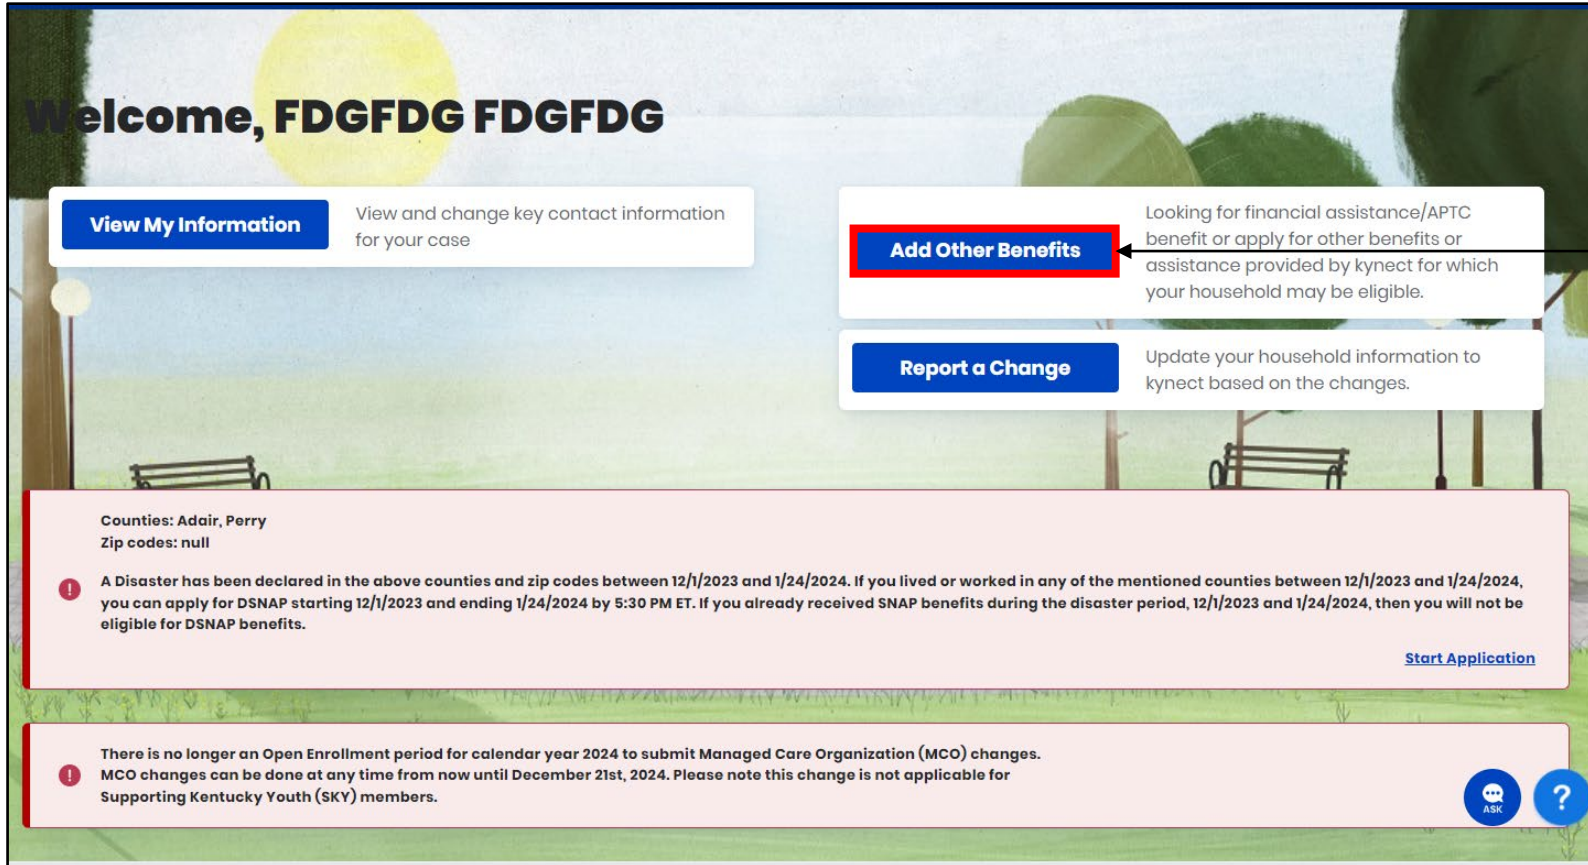 Welcome, FDGFDG FDGFDG
View My Information
View and change key contact information
for your case
Add Other Benefits
Looking for financial assistance/APTC
benefit or apply for other benefits or
assistance provided by kynect for which
your household may be eligible.
Report a Change
Update your household information to
kynect based on the changes.
Counties: Adair, Perry
Zip codes: null
A Disaster has been declared in the above counties and zip codes between 12/1/2023 and 1/24/2024. If you lived or worked in any of the mentioned counties between 12/1/2023 and 1/24/2024,
you can apply for DSNAP starting 12/1/2023 and ending 1/24/2024 by 5:30 PM ET. If you already received SNAP benefits during the disaster period, 12/1/2023 and 1/24/2024, then you will not be
eligible for DSNAP benefits.
Start Application
There is no longer an Open Enrollment period for calendar year 2024 to submit Managed Care Organization (MCO) changes.
MCO changes can be done at any time from now until December 21st, 2024. Please note this change is not applicable for
Supporting Kentucky Youth (SKY) members.
ASK
?